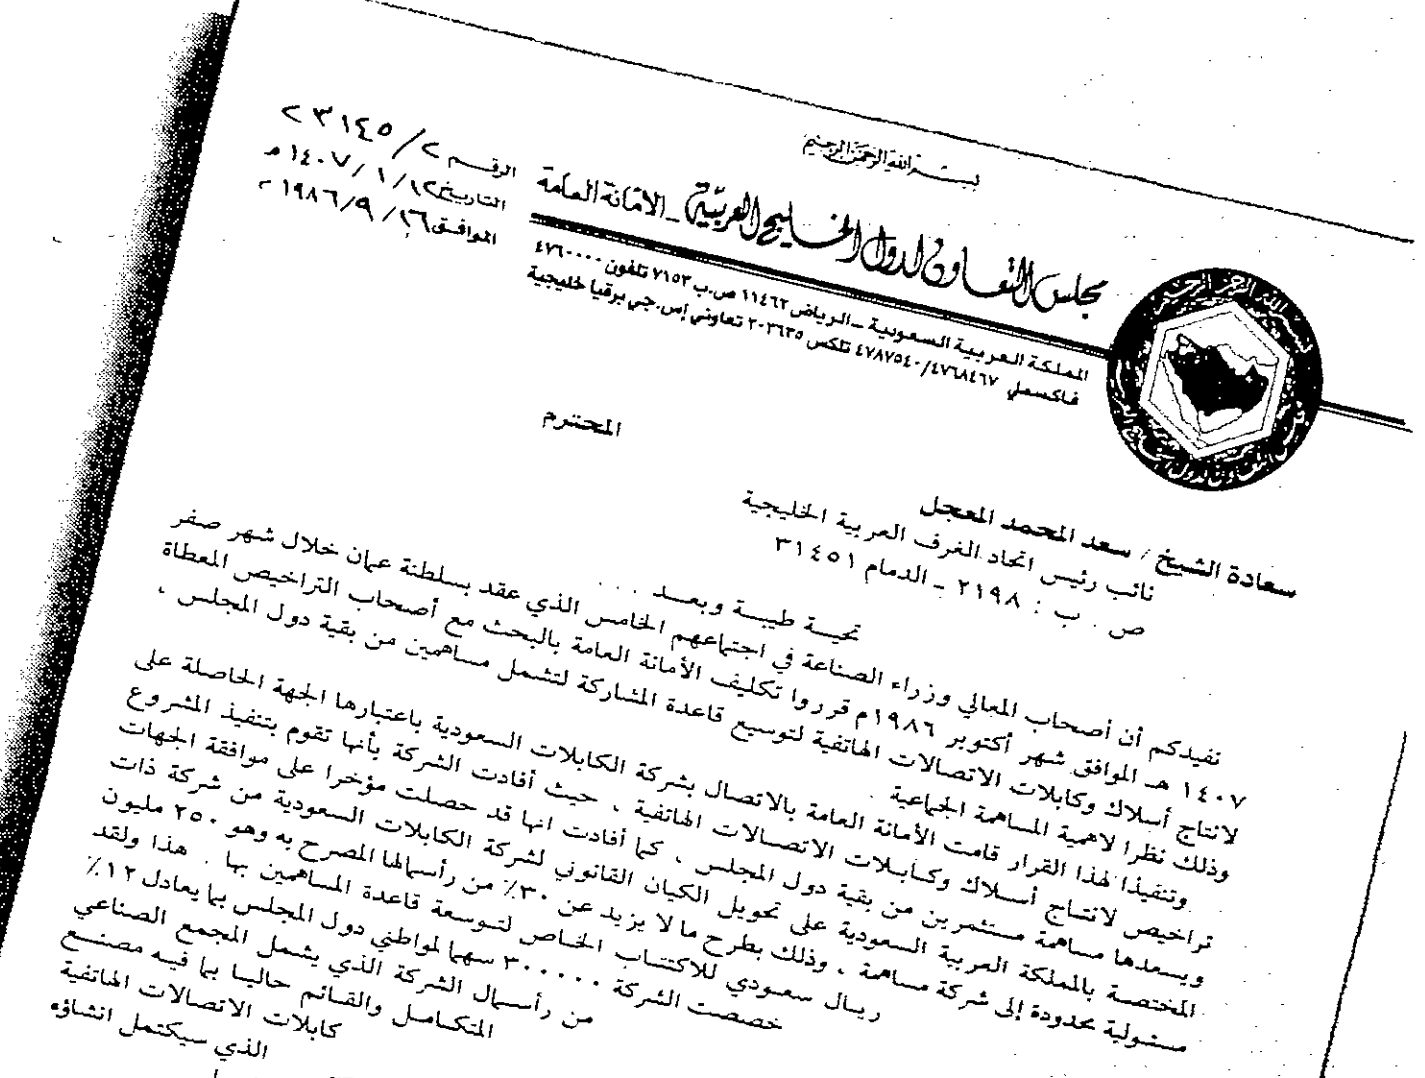 بسم الله الرحمن الرحيم
مجلس التعاون لدول الخليج العربية ـ الأمانة العامة
المملكة العربية السعودية ـ الرياض ١١٤٦٢ ص.ب ٧١٥٣ تلفون ٤٧٦٠٠٠٠
فاكسملي ٤٧٨٧٥٤٠/٤٧٦٨٤٦٧ تلكس ٢٠٣٦٣٥ تعاوني إس.جي برقيا خليجية
الرقم ٢/٢٣١٤٥
التاريخ ١٤٠٧/١/١٢ هـ
الموافق ١٩٨٦/٩/١٦
بسم الله الرحمن الرحيم
سعادة الشيخ / سعد المحمد المعجل المحترم
نائب رئيس اتحاد الغرف العربية الخليجية
ص . ب : ٢١٩٨ ـ الدمام ٣١٤٥١
تحية طيبة وبعد ...
نفيدكم أن أصحاب المعالي وزراء الصناعة في اجتماعهم الخامس الذي عقد بسلطنة عمان خلال شهر صفر
١٤٠٧ هـ الموافق شهر أكتوبر ١٩٨٦م قرروا تكليف الأمانة العامة بالبحث مع أصحاب التراخيص المعطاة
لانتاج أسلاك وكابلات الاتصالات الهاتفية لتوسيع قاعدة المشاركة لتشمل مساهمين من بقية دول المجلس ،
وذلك نظرا لاهمية المساهمة الجماعية .
وتنفيذا لهذا القرار قامت الأمانة العامة بالاتصال بشركة الكابلات السعودية باعتبارها الجهة الحاصلة على
تراخيص لانتاج أسلاك وكابلات الاتصالات الهاتفية ، حيث أفادت الشركة بأنها تقوم بتنفيذ المشروع
ويسعدها مساهمة مستثمرين من بقية دول المجلس ، كما أفادت انها قد حصلت مؤخرا على موافقة الجهات
المختصة بالمملكة العربية السعودية على تحويل الكيان القانوني لشركة الكابلات السعودية من شركة ذات
مسئولية محدودة إلى شركة مساهمة ، وذلك بطرح ما لا يزيد عن ٣٠٪ من رأسمالها المصرح به وهو ٢٥٠ مليون
ريال سعودي للاكتتاب الخاص لتوسعة قاعدة المساهمين بها . هذا ولقد
خصصت الشركة ٣٠٠٠٠٠ سهما لمواطني دول المجلس بما يعادل ١٢٪
من رأسمال الشركة الذي يشمل المجمع الصناعي
المتكامل والقائم حاليا بما فيه مصنع
كابلات الاتصالات الهاتفية
الذي سيكتمل انشاؤه